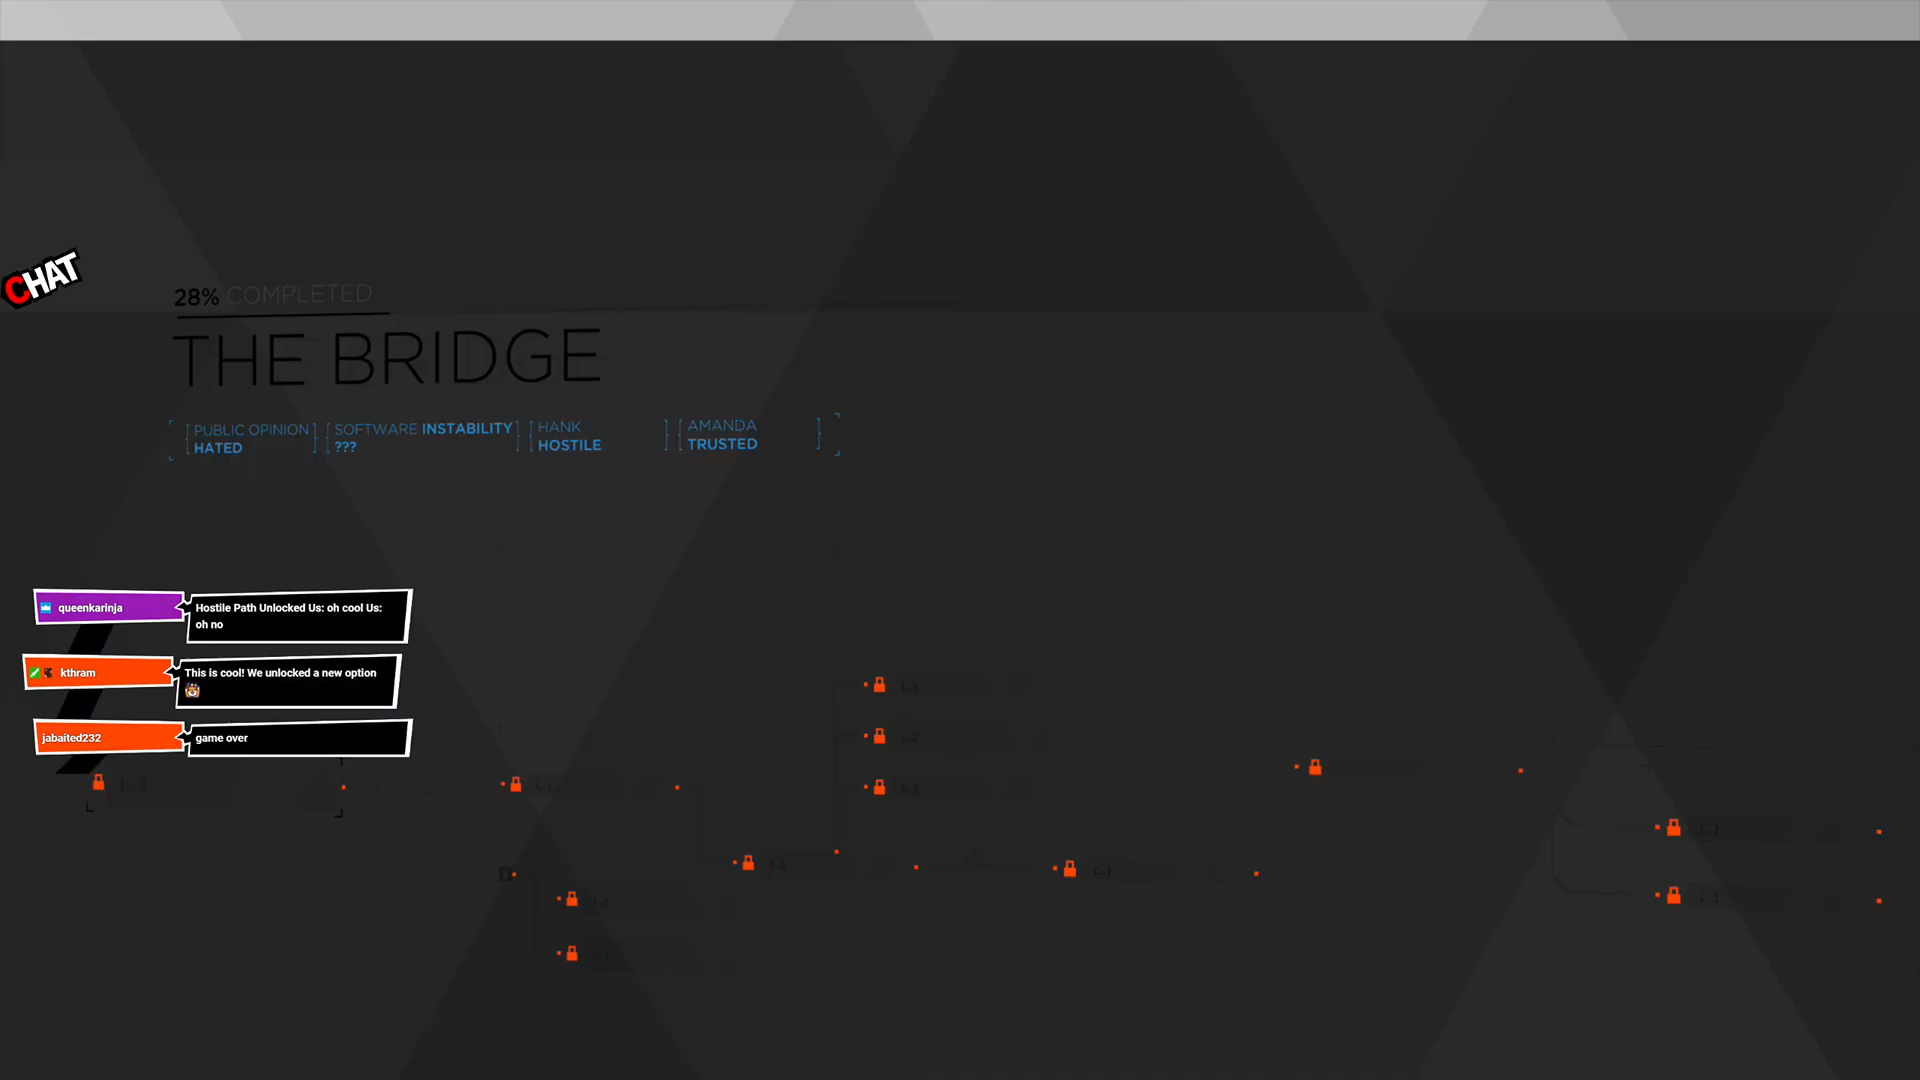 CHAT
28% COMPLETED
THE BRIDGE
PUBLIC OPINION
HATED
SOFTWARE INSTABILITY
???
HANK
HOSTILE
AMANDA
TRUSTED
queenkarinja
Hostile Path Unlocked Us: oh cool Us:
oh no
kthram
This is cool! We unlocked a new option
jabaited232
game over